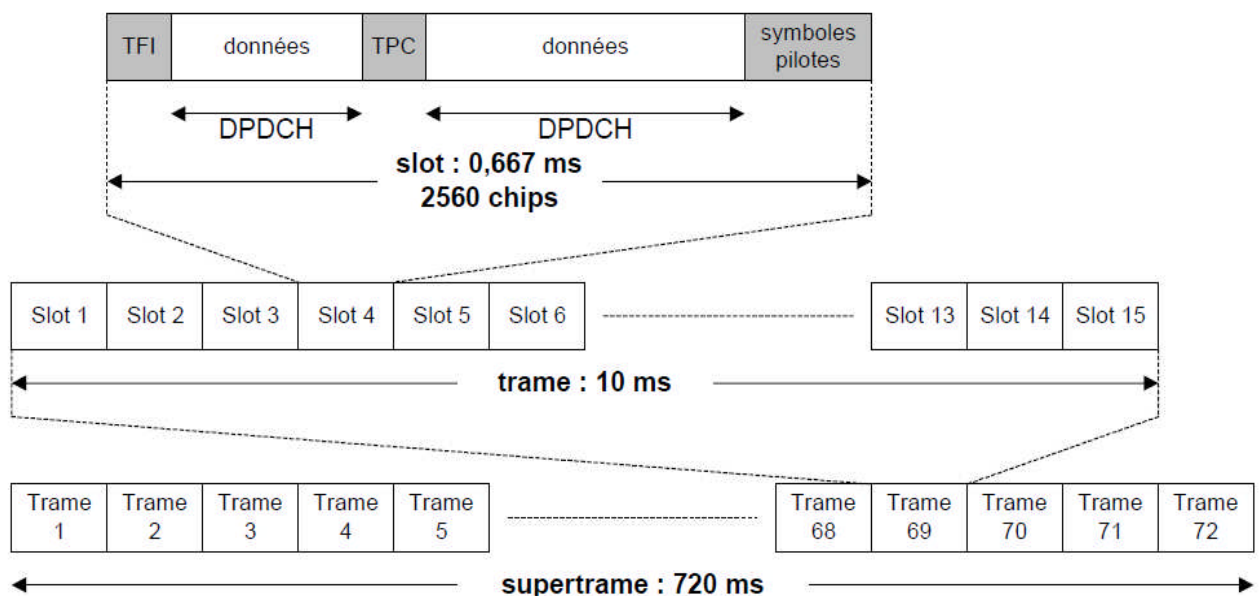 TFI données TPC données symboles pilotes
DPDCH DPDCH
slot : 0,667 ms
2560 chips
Slot 1 Slot 2 Slot 3 Slot 4 Slot 5 Slot 6 Slot 13 Slot 14 Slot 15
trame : 10 ms
Trame 1 Trame 2 Trame 3 Trame 4 Trame 5 Trame 68 Trame 69 Trame 70 Trame 71 Trame 72
supertrame : 720 ms